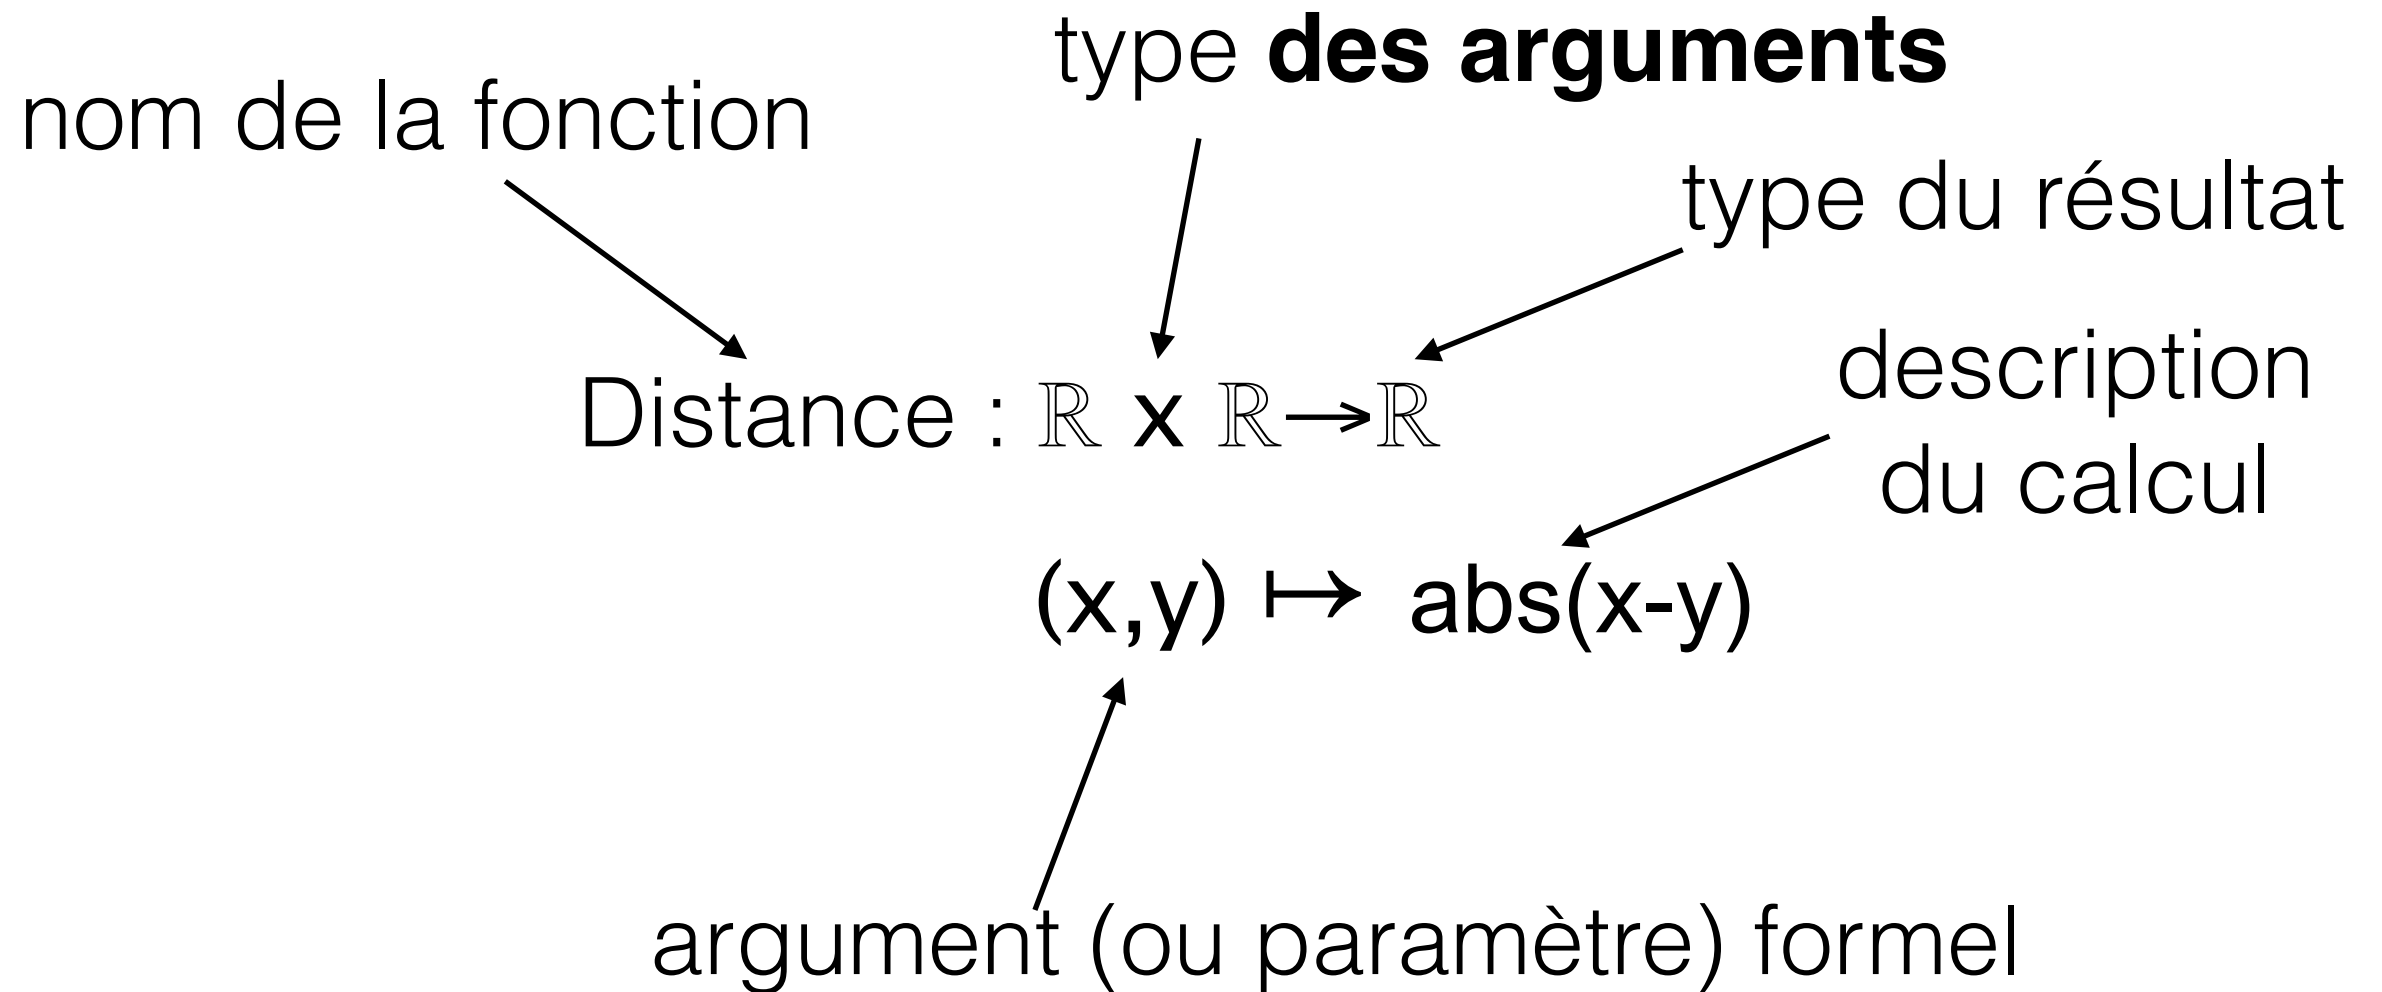 type des arguments
nom de la fonction
type du résultat
description
du calcul
Distance : ℝ x ℝ→ℝ
(x,y) ↦ abs(x-y)
argument (ou paramètre) formel